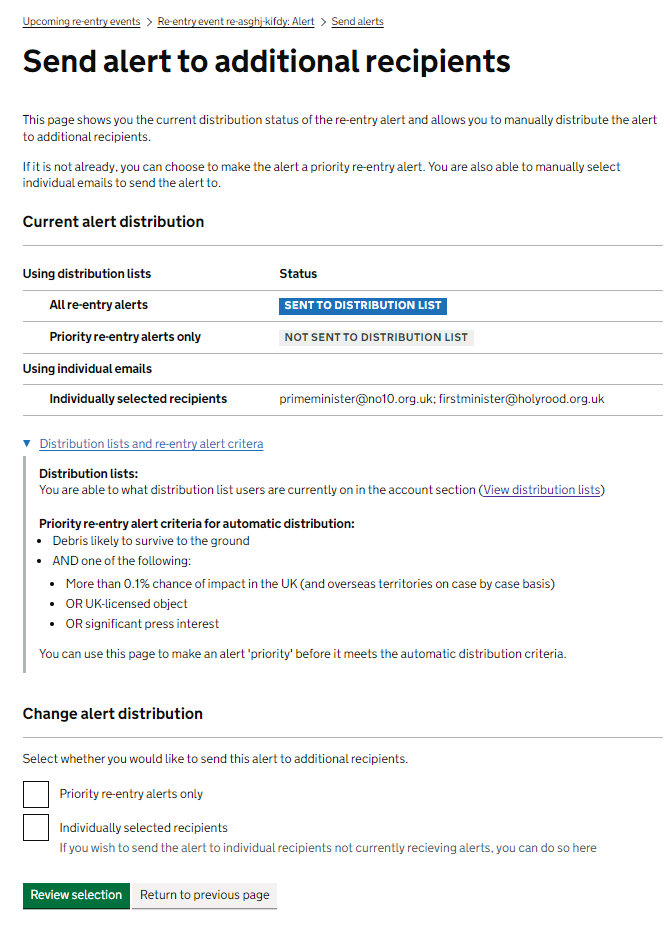 Upcoming re-entry events > Re-entry event re-asghj-kifdy: Alert > Send alerts
Send alert to additional recipients
This page shows you the current distribution status of the re-entry alert and allows you to manually distribute the alert
to additional recipients.
If it is not already, you can choose to make the alert a priority re-entry alert. You are also able to manually select
individual emails to send the alert to.
Current alert distribution
Using distribution lists Status
All re-entry alerts SENT TO DISTRIBUTION LIST
Priority re-entry alerts only NOT SENT TO DISTRIBUTION LIST
Using individual emails
Individually selected recipients primeminister@no10.org.uk; firstminister@holyrood.org.uk
▼ Distribution lists and re-entry alert critera
Distribution lists:
You are able to what distribution list users are currently on in the account section (View distribution lists)
Priority re-entry alert criteria for automatic distribution:
• Debris likely to survive to the ground
• AND one of the following:
• More than 0.1% chance of impact in the UK (and overseas territories on case by case basis)
• OR UK-licensed object
• OR significant press interest
You can use this page to make an alert 'priority' before it meets the automatic distribution criteria.
Change alert distribution
Select whether you would like to send this alert to additional recipients.
Priority re-entry alerts only
Individually selected recipients
If you wish to send the alert to individual recipients not currently recieving alerts, you can do so here
Review selection Return to previous page